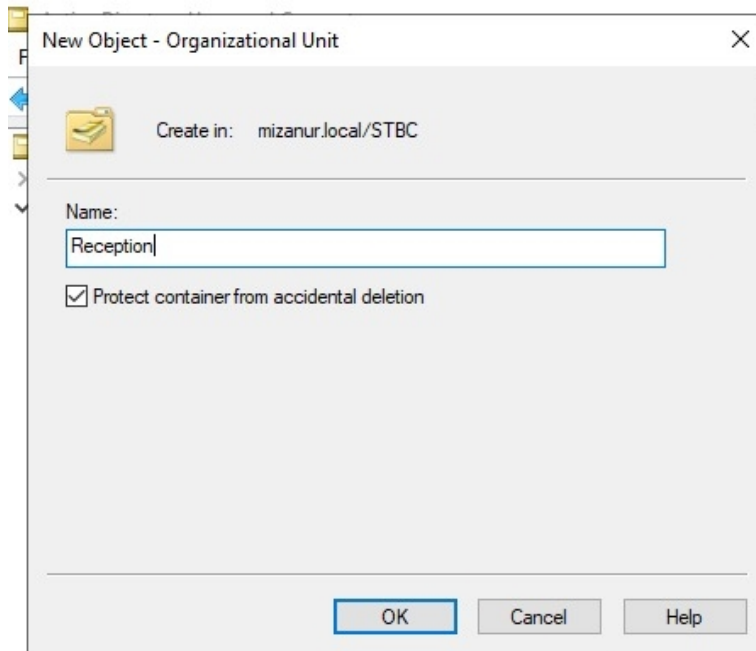 New Object - Organizational Unit
Create in: mizanur.local/STBC
Name:
Reception
Protect container from accidental deletion
OK Cancel Help